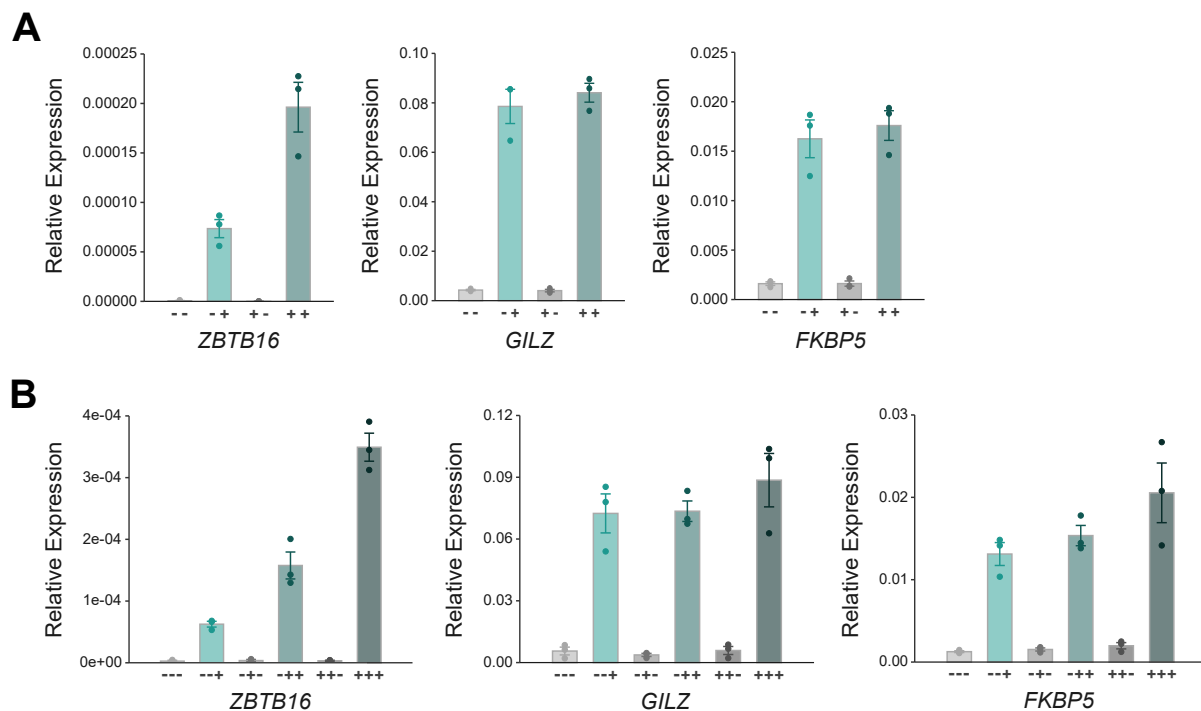 A
Relative Expression
0.00025
0.00020
0.00015
0.00010
0.00005
0.00000
-- -+ +- ++
ZBTB16
Relative Expression
0.10
0.08
0.06
0.04
0.02
0.00
-- -+ +- ++
GILZ
Relative Expression
0.025
0.020
0.015
0.010
0.005
0.000
-- -+ +- ++
FKBP5
B
Relative Expression
4e-04
3e-04
2e-04
1e-04
0e+00
--- --+ -+- -++ ++- +++
ZBTB16
Relative Expression
0.12
0.09
0.06
0.03
0.00
--- --+ -+- -++ ++- +++
GILZ
Relative Expression
0.03
0.02
0.01
0.00
--- --+ -+- -++ ++- +++
FKBP5